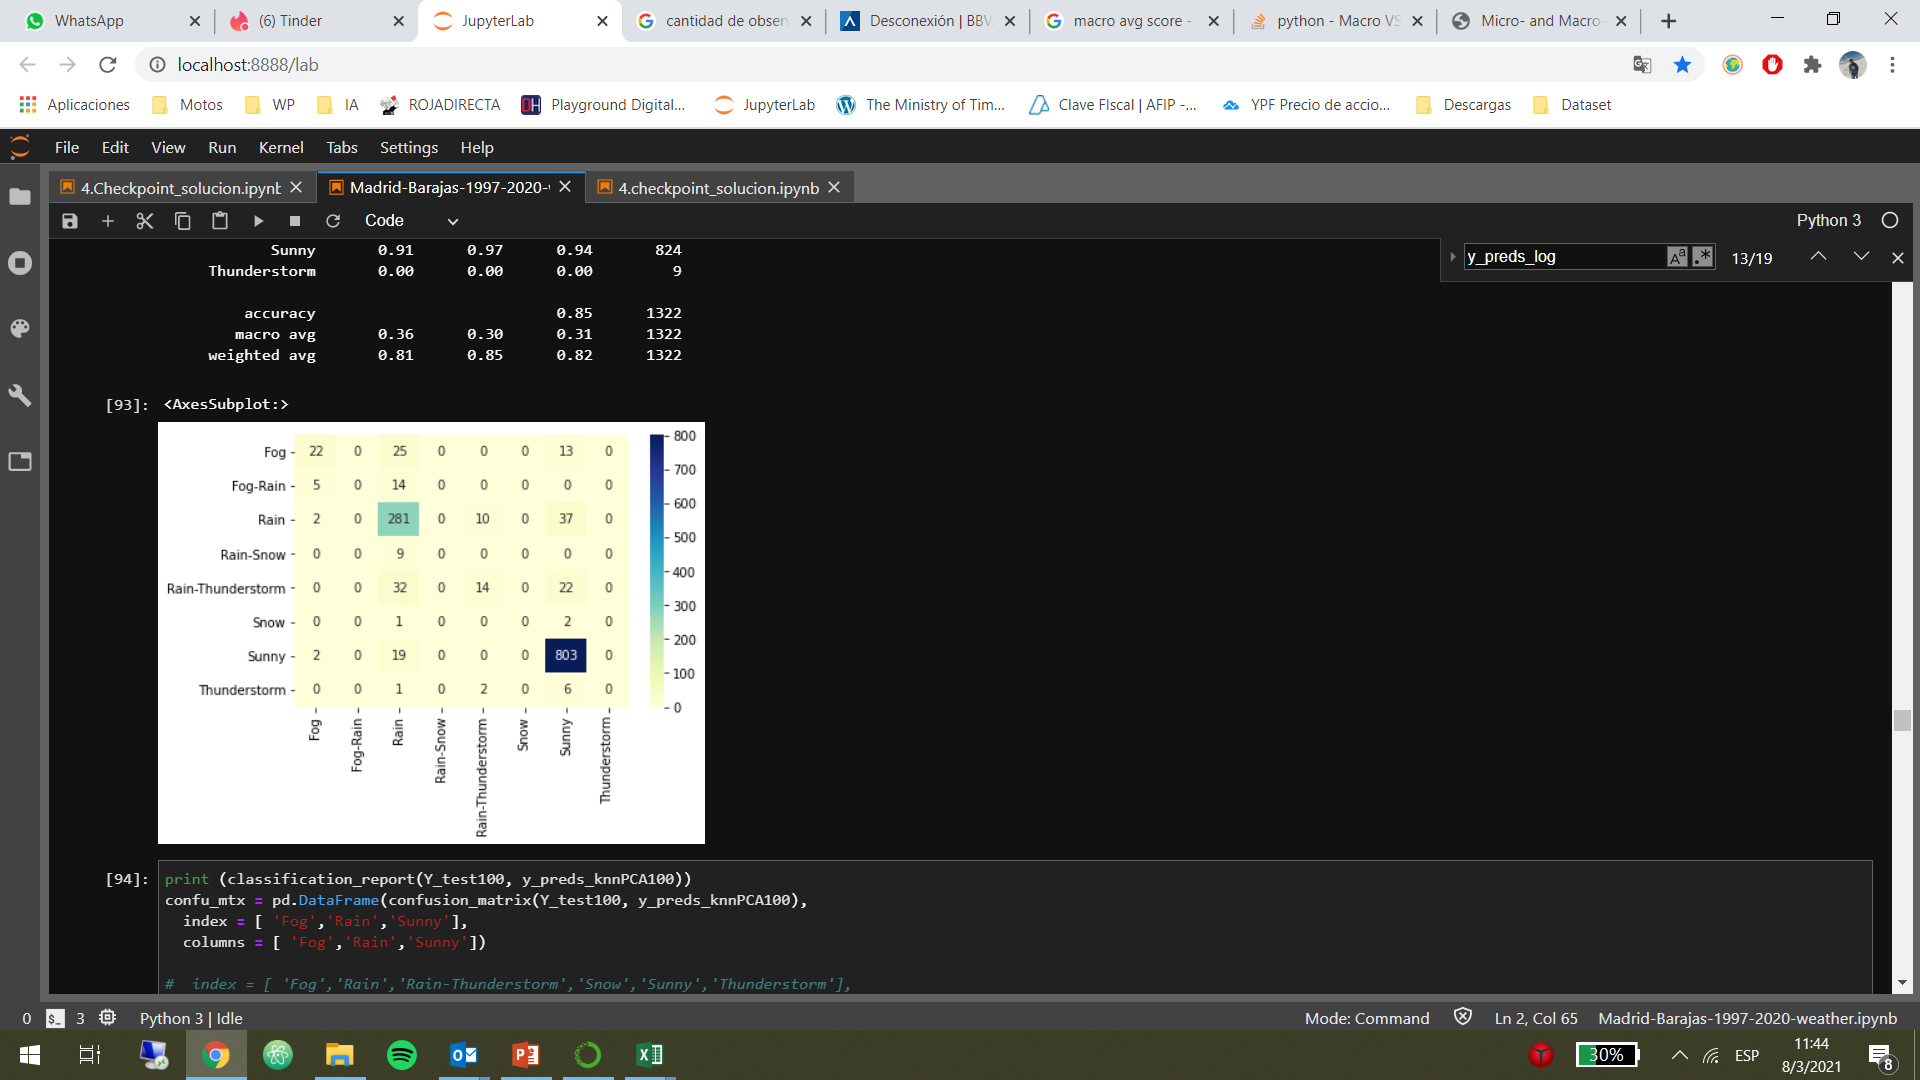 WhatsApp
(6) Tinder
JupyterLab
cantidad de obser
Desconexión | BBV
macro avg score -
python - Macro VS
Micro- and Macro-
localhost:8888/lab
Aplicaciones
Motos
WP
IA
ROJADIRECTA
Playground Digital...
JupyterLab
The Ministry of Tim...
Clave FIscal | AFIP -...
YPF Precio de accio...
Descargas
Dataset
File Edit View Run Kernel Tabs Settings Help
4.Checkpoint_solucion.ipynb
Madrid-Barajas-1997-2020-
4.checkpoint_solucion.ipynb
Code
Python 3
y_preds_log
13/19
Sunny 0.91 0.97 0.94 824
Thunderstorm 0.00 0.00 0.00 9
accuracy 0.85 1322
macro avg 0.36 0.30 0.31 1322
weighted avg 0.81 0.85 0.82 1322
[93]: <AxesSubplot:>
Fog 22 0 25 0 0 0 13 0
Fog-Rain 5 0 14 0 0 0 0 0
Rain 2 0 281 0 10 0 37 0
Rain-Snow 0 0 9 0 0 0 0 0
Rain-Thunderstorm 0 0 32 0 14 0 22 0
Snow 0 0 1 0 0 0 2 0
Sunny 2 0 19 0 0 0 803 0
Thunderstorm 0 0 1 0 2 0 6 0
Fog
Fog-Rain
Rain
Rain-Snow
Rain-Thunderstorm
Snow
Sunny
Thunderstorm
800
700
600
500
400
300
200
100
0
[94]: print (classification_report(Y_test100, y_preds_knnPCA100))
confu_mtx = pd.DataFrame(confusion_matrix(Y_test100, y_preds_knnPCA100),
index = [ 'Fog','Rain','Sunny'],
columns = [ 'Fog','Rain','Sunny'])
# index = [ 'Fog','Rain','Rain-Thunderstorm','Snow','Sunny','Thunderstorm'],
0 3 Python 3 | Idle
Mode: Command
Ln 2, Col 65
Madrid-Barajas-1997-2020-weather.ipynb
30%
ESP
11:44
8/3/2021
8